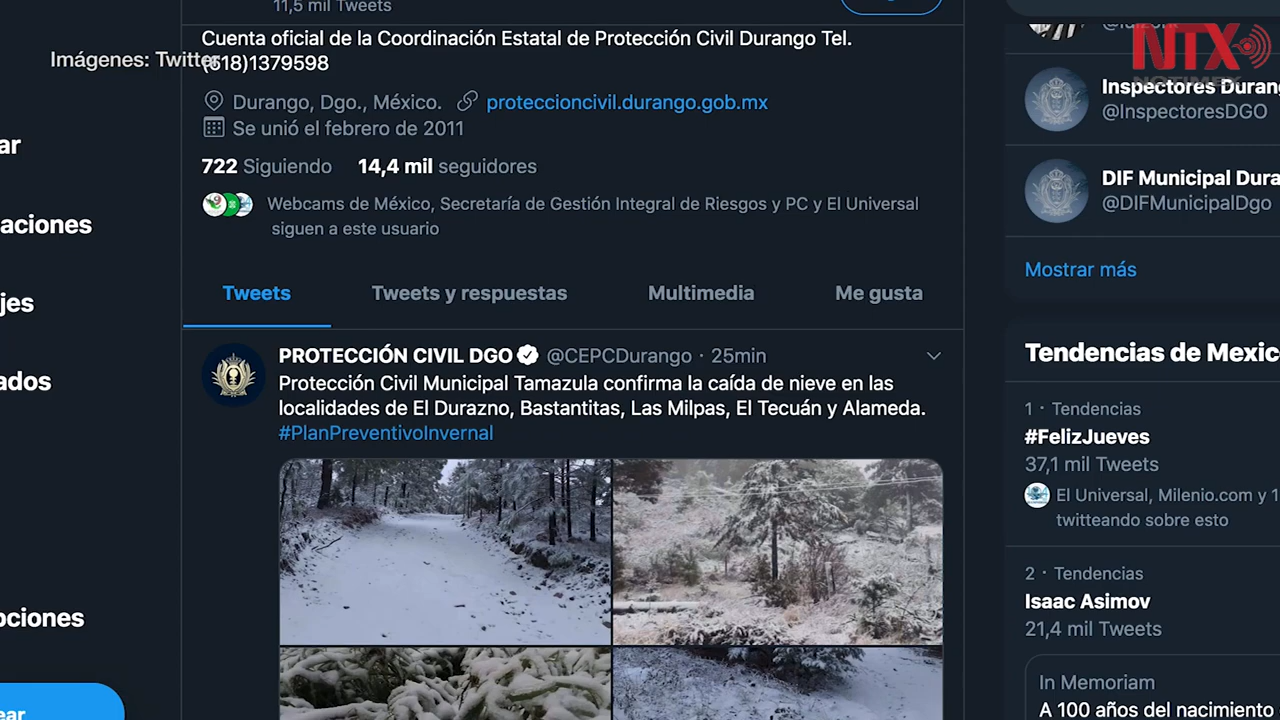 11,5 mil Tweets
Cuenta oficial de la Coordinación Estatal de Protección Civil Durango Tel.
(618)1379598
Imágenes: Twitter
Durango, Dgo., México. proteccioncivil.durango.gob.mx
Se unió el febrero de 2011
722 Siguiendo 14,4 mil seguidores
Webcams de México, Secretaría de Gestión Integral de Riesgos y PC y El Universal
siguen a este usuario
Tweets Tweets y respuestas Multimedia Me gusta
PROTECCIÓN CIVIL DGO @CEPCDurango · 25min
Protección Civil Municipal Tamazula confirma la caída de nieve en las
localidades de El Durazno, Bastantitas, Las Milpas, El Tecuán y Alameda.
#PlanPreventivoInvernal
ar
aciones
jes
ados
pciones
ear
NTX
NOTIMEX
Inspectores Durang
@InspectoresDGO
DIF Municipal Dura
@DIFMunicipalDgo
Mostrar más
Tendencias de Mexic
1 · Tendencias
#FelizJueves
37,1 mil Tweets
El Universal, Milenio.com y 1
twitteando sobre esto
2 · Tendencias
Isaac Asimov
21,4 mil Tweets
In Memoriam
A 100 años del nacimiento